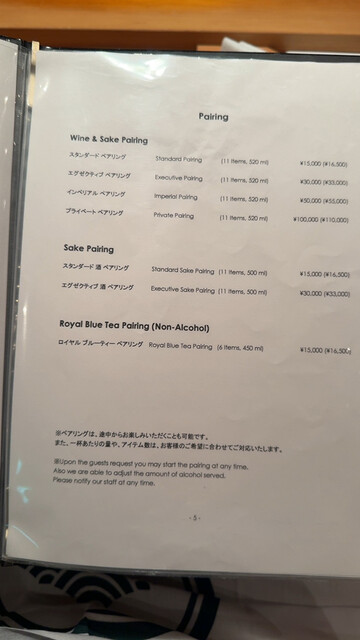 Pairing
Wine & Sake Pairing
スタンダード ペアリング Standard Pairing (11 items, 520 ml) ¥15,000 (¥16,500)
エグゼクティブ ペアリング Executive Pairing (11 items, 520 ml) ¥30,000 (¥33,000)
インペリアル ペアリング Imperial Pairing (11 items, 520 ml) ¥50,000 (¥55,000)
プライベート ペアリング Private Pairing (11 items, 520 ml) ¥100,000 (¥110,000)
Sake Pairing
スタンダード 酒 ペアリング Standard Sake Pairing (11 items, 500 ml) ¥15,000 (¥16,500)
エグゼクティブ 酒 ペアリング Executive Sake Pairing (11 items, 500 ml) ¥30,000 (¥33,000)
Royal Blue Tea Pairing (Non-Alcohol)
ロイヤル ブルーティー ペアリング Royal Blue Tea Pairing (6 items, 450 ml) ¥15,000 (¥16,500)
※ペアリングは、途中からお楽しみいただくことも可能です。
また、一杯あたりの量や、アイテム数は、お客様のご希望に合わせてご対応いたします。
※Upon the guests request you may start the pairing at any time.
Also we are able to adjust the amount of alcohol served.
Please notify our staff at any time.
- 5 -